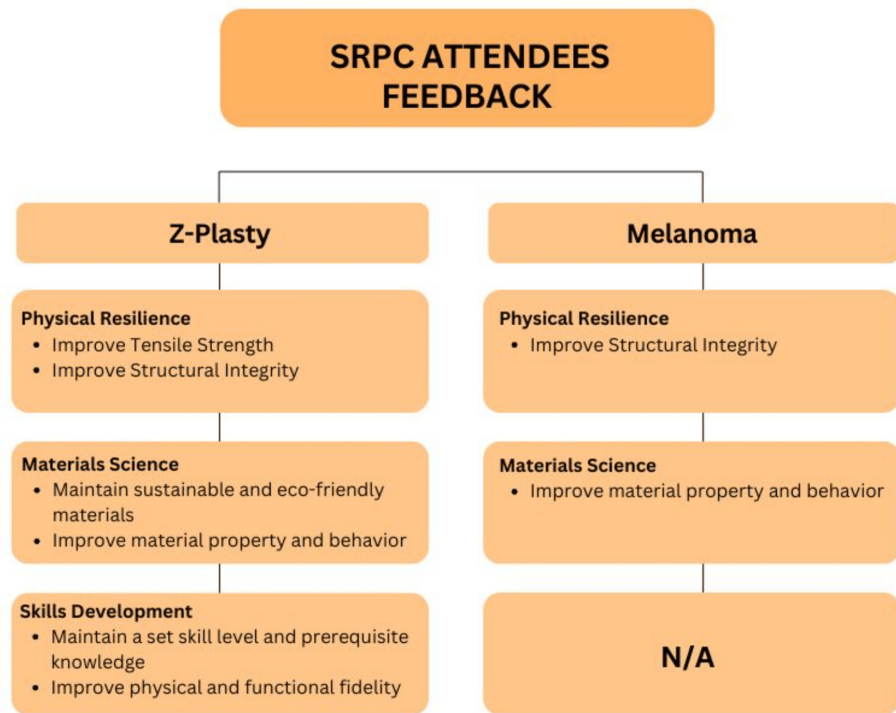 SRPC ATTENDEES
FEEDBACK
Z-Plasty
Physical Resilience
• Improve Tensile Strength
• Improve Structural Integrity
Materials Science
• Maintain sustainable and eco-friendly
materials
• Improve material property and behavior
Skills Development
• Maintain a set skill level and prerequisite
knowledge
• Improve physical and functional fidelity
Melanoma
Physical Resilience
• Improve Structural Integrity
Materials Science
• Improve material property and behavior
N/A